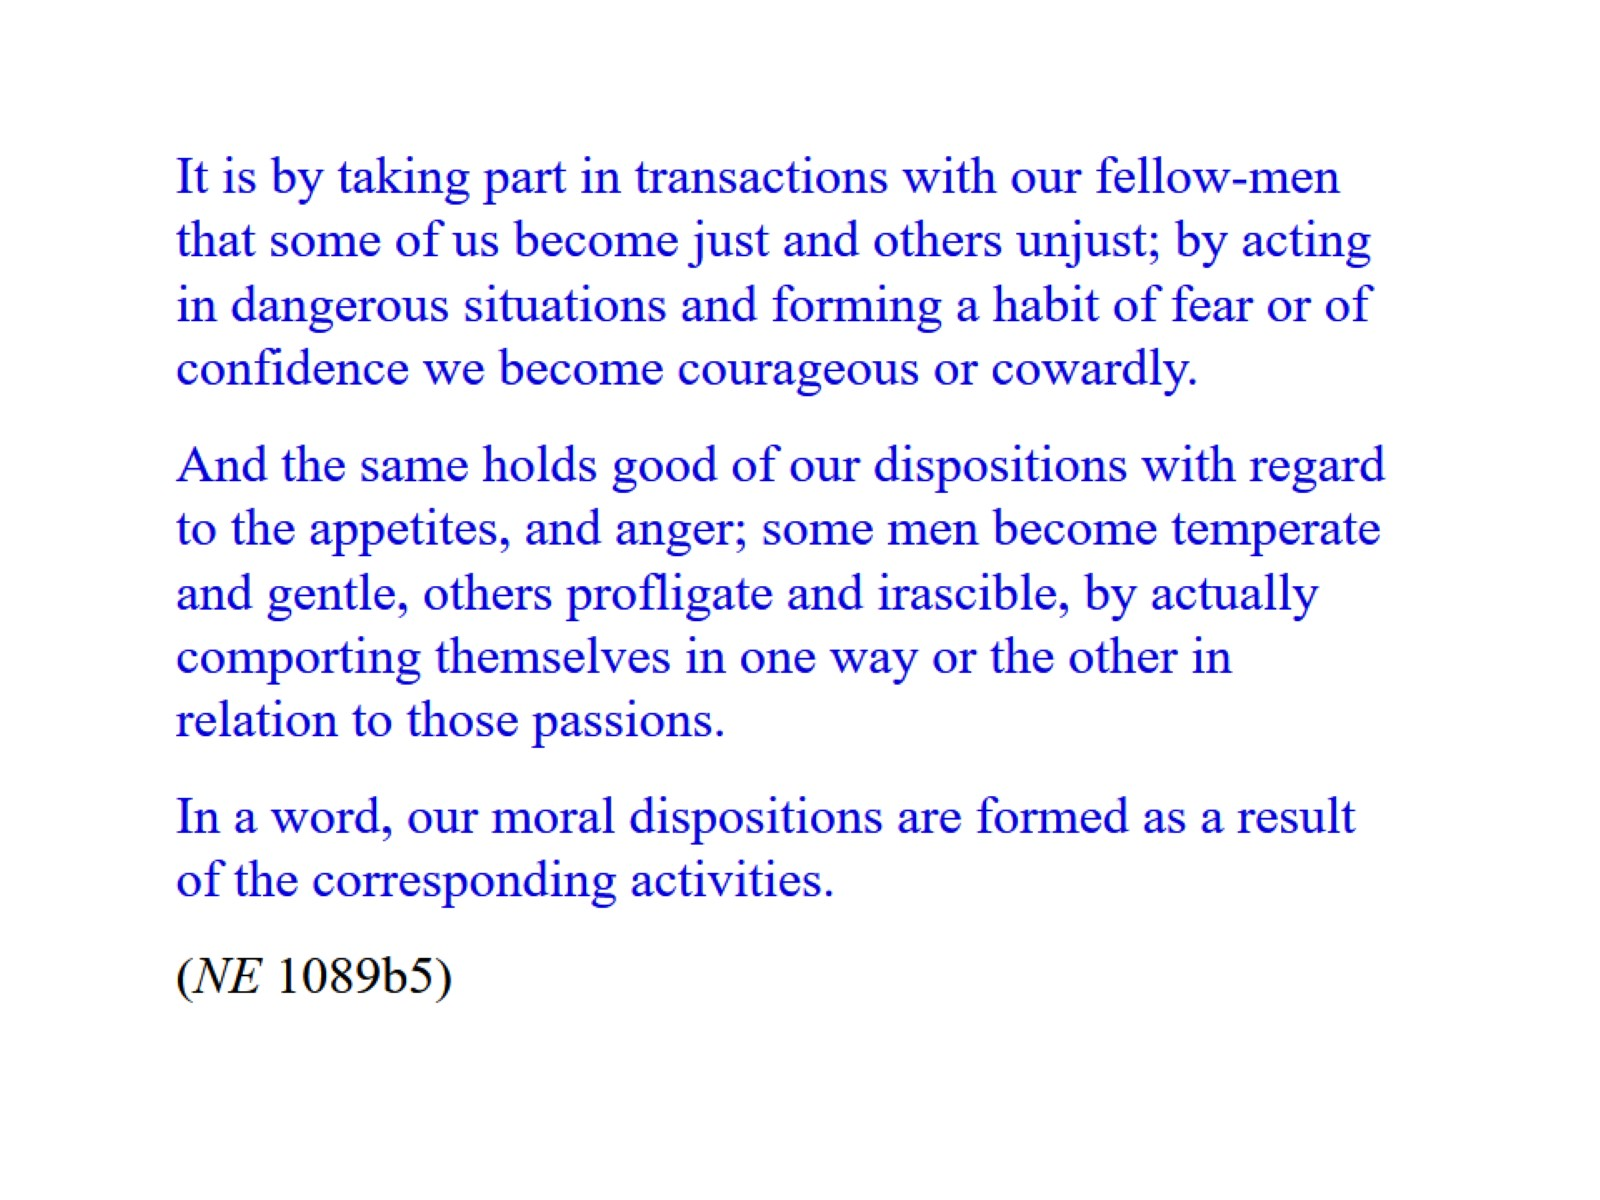 It is by taking part in transactions with our fellow-men
that some of us become just and others unjust; by acting
in dangerous situations and forming a habit of fear or of
confidence we become courageous or cowardly.
And the same holds good of our dispositions with regard
to the appetites, and anger; some men become temperate
and gentle, others profligate and irascible, by actually
comporting themselves in one way or the other in
relation to those passions.
In a word, our moral dispositions are formed as a result
of the corresponding activities.
(NE 1089b5)